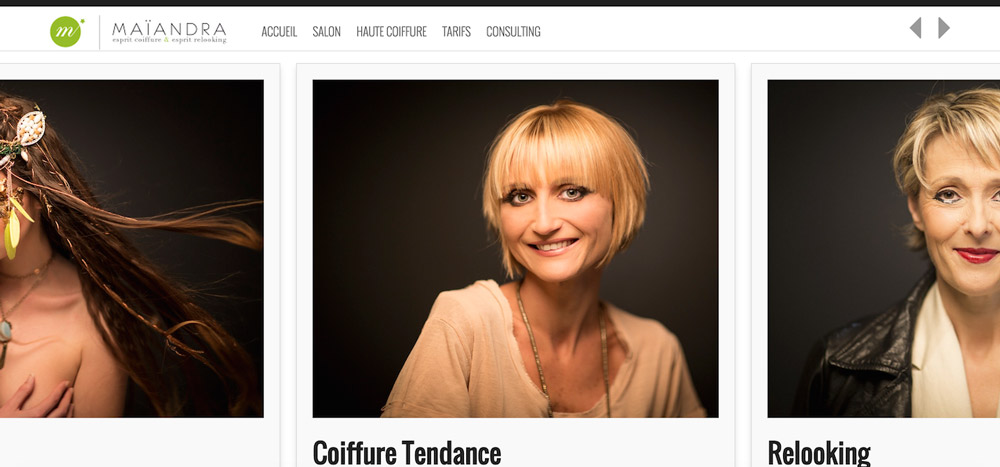 m
MAÏANDRA
esprit coiffure & esprit relooking
ACCUEIL SALON HAUTE COIFFURE TARIFS CONSULTING
Coiffure Tendance
Relooking